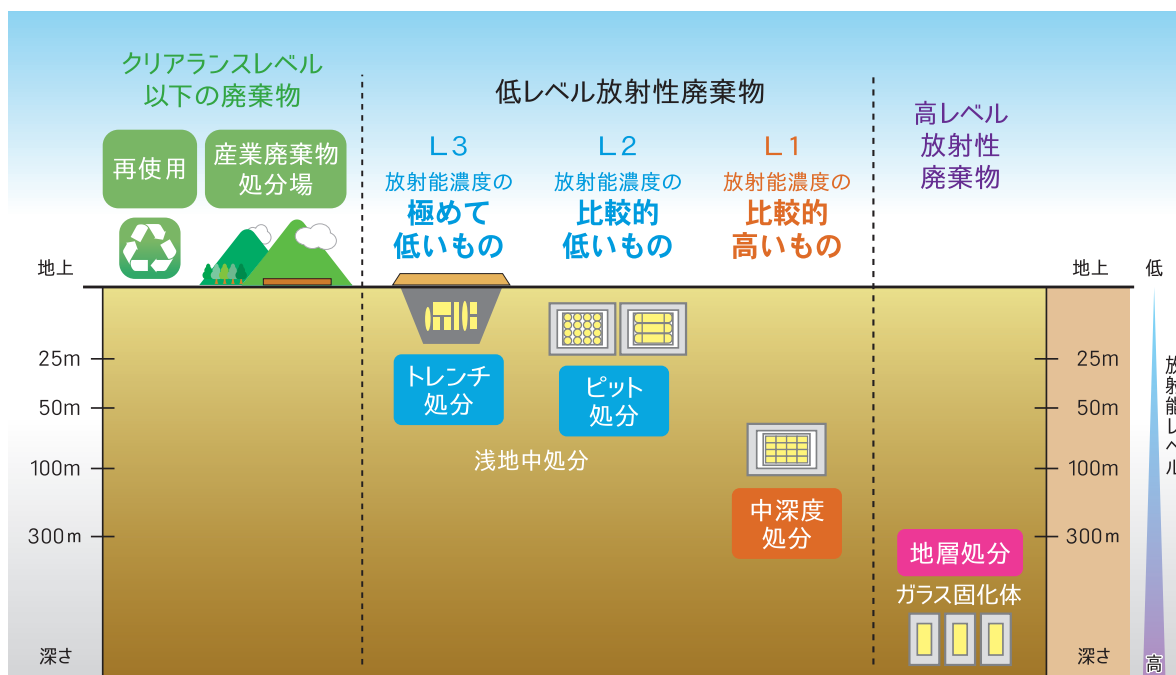 クリアランスレベル
以下の廃棄物
再使用
産業廃棄物
処分場
低レベル放射性廃棄物
L3
放射能濃度の
極めて
低いもの
L2
放射能濃度の
比較的
低いもの
L1
放射能濃度の
比較的
高いもの
高レベル
放射性
廃棄物
地上
25m
50m
100m
300m
深さ
トレンチ
処分
ピット
処分
浅地中処分
中深度
処分
地層処分
ガラス固化体
地上
25m
50m
100m
300m
深さ
低
放射能レベル
高